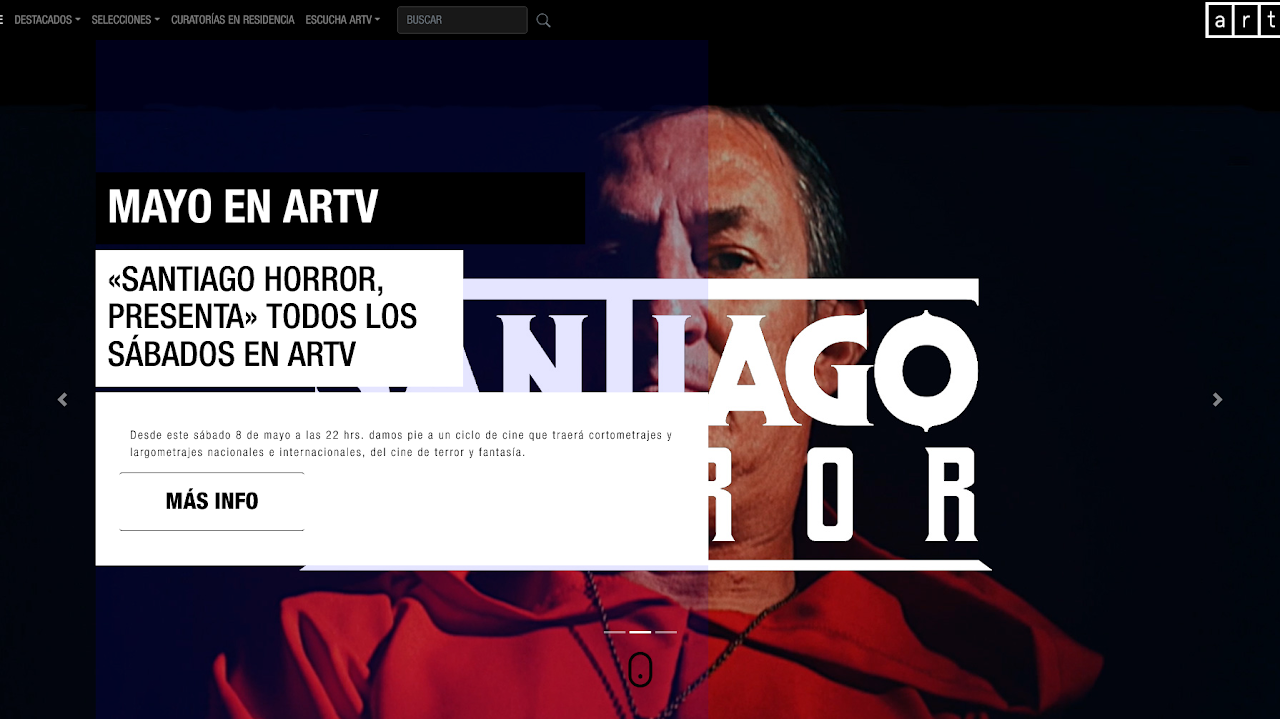 E DESTACADOS SELECCIONES CURATORÍAS EN RESIDENCIA ESCUCHA ARTV BUSCAR
art
MAYO EN ARTV
«SANTIAGO HORROR,
PRESENTA» TODOS LOS
SÁBADOS EN ARTV
ANTIAGO
Desde este sábado 8 de mayo a las 22 hrs. damos pie a un ciclo de cine que traerá cortometrajes y
largometrajes nacionales e internacionales, del cine de terror y fantasía.
ROR
MÁS INFO